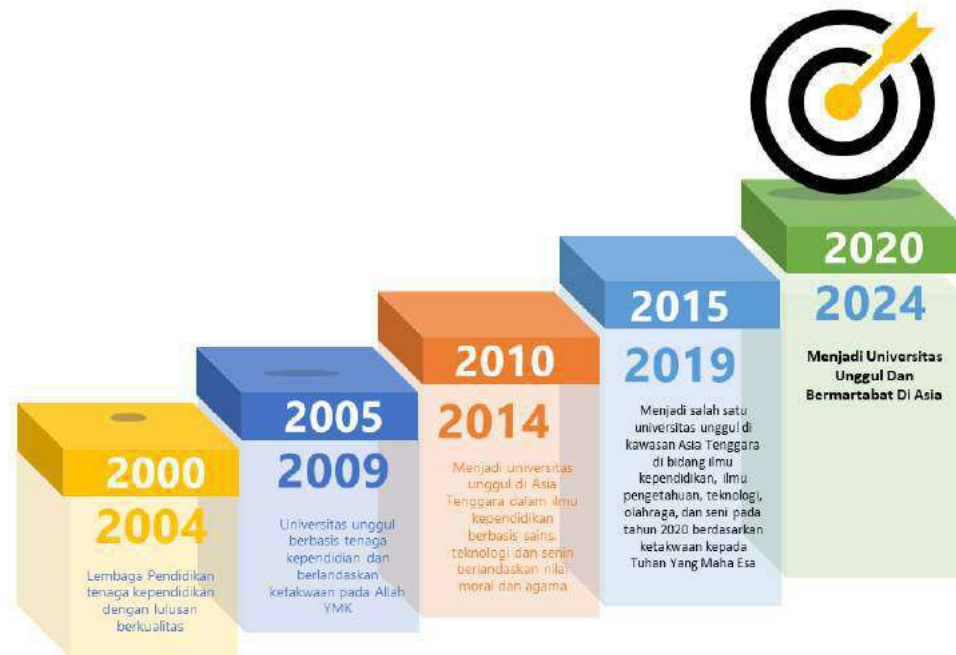 2000
2004
Lembaga Pendidikan
tenaga kependidikan
dengan lulusan
berkualitas
2005
2009
Universitas unggul
berbasis tenaga
kependidian dan
berlandaskan
ketakwaan pada Allah
YMK
2010
2014
Menjadi universitas
unggul di Asia
Tenggara dalam ilmu
kependidikan
berbasis sains,
teknologi dan senin
berlandaskan nilai
moral dan agama
2015
2019
Menjadi salah satu
universitas unggul di
kawasan Asia Tenggara
di bidang ilmu
kependidikan, ilmu
pengetahuan, teknologi,
olahraga, dan seni pada
tahun 2020 berdasarkan
ketakwaan kepada
Tuhan Yang Maha Esa
2020
2024
Menjadi Universitas
Unggul Dan
Bermartabat Di Asia